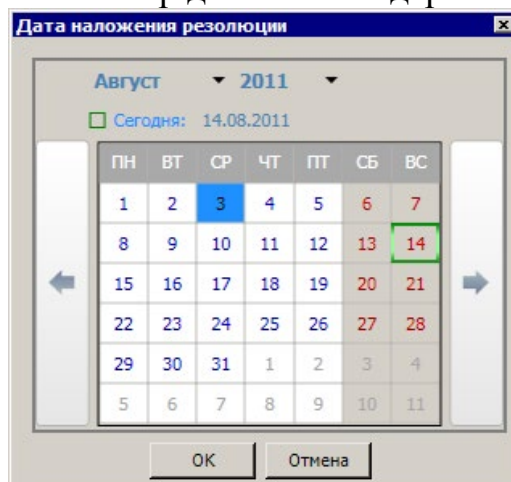 Дата наложения резолюции
Август 2011
Сегодня: 14.08.2011
ПН ВТ СР ЧТ ПТ СБ ВС
1 2 3 4 5 6 7
8 9 10 11 12 13 14
15 16 17 18 19 20 21
22 23 24 25 26 27 28
29 30 31 1 2 3 4
5 6 7 8 9 10 11
OK Отмена